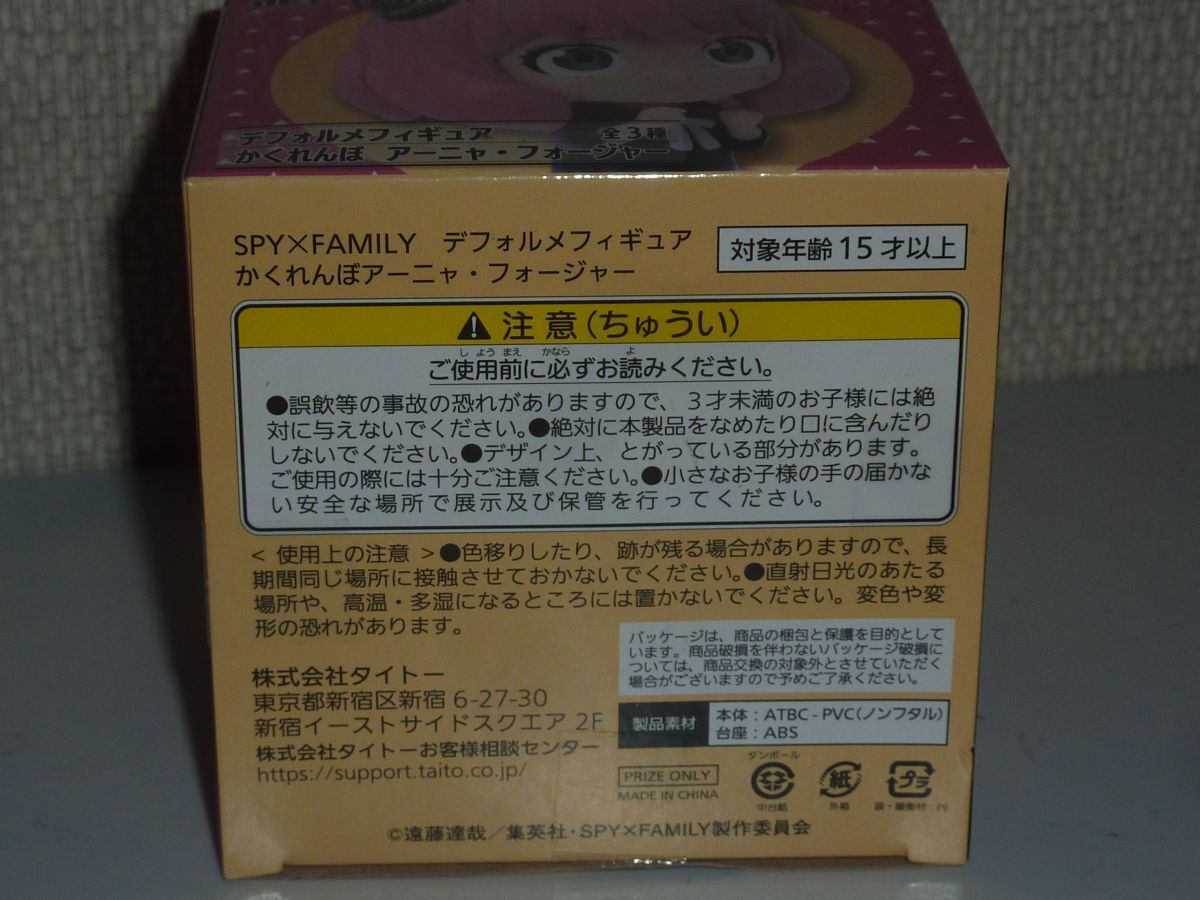 デフォルメフィギュア 全3種
かくれんぼ アーニャ・フォージャー
SPY×FAMILY デフォルメフィギュア
かくれんぼアーニャ・フォージャー
対象年齢15才以上
注意(ちゅうい)
ご使用前に必ずお読みください。
●誤飲等の事故の恐れがありますので、3才未満のお子様には絶
対に与えないでください。●絶対に本製品をなめたり口に含んだり
しないでください。●デザイン上、とがっている部分があります。
ご使用の際には十分ご注意ください。●小さなお子様の手の届かな
い安全な場所で展示及び保管を行ってください。
< 使用上の注意 >●色移りしたり、跡が残る場合がありますので、長
期間同じ場所に接触させておかないでください。●直射日光のあたる
場所や、高温・多湿になるところには置かないでください。変色や変
形の恐れがあります。
パッケージは、商品の梱包と保護を目的として
います。商品破損を伴わないパッケージ破損に
ついては、商品交換の対象外とさせていただく
場合がございますので予めご了承ください。
株式会社タイトー
東京都新宿区新宿 6-27-30
新宿イーストサイドスクエア 2F
株式会社タイトーお客様相談センター
https://support.taito.co.jp/
製品素材
本体:ATBC-PVC(ノンフタル)
台座:ABS
PRIZE ONLY
MADE IN CHINA
ダンボール
中台紙
紙
外箱
プラ
袋・緩衝材:PE
©遠藤達哉/集英社・SPY×FAMILY製作委員会